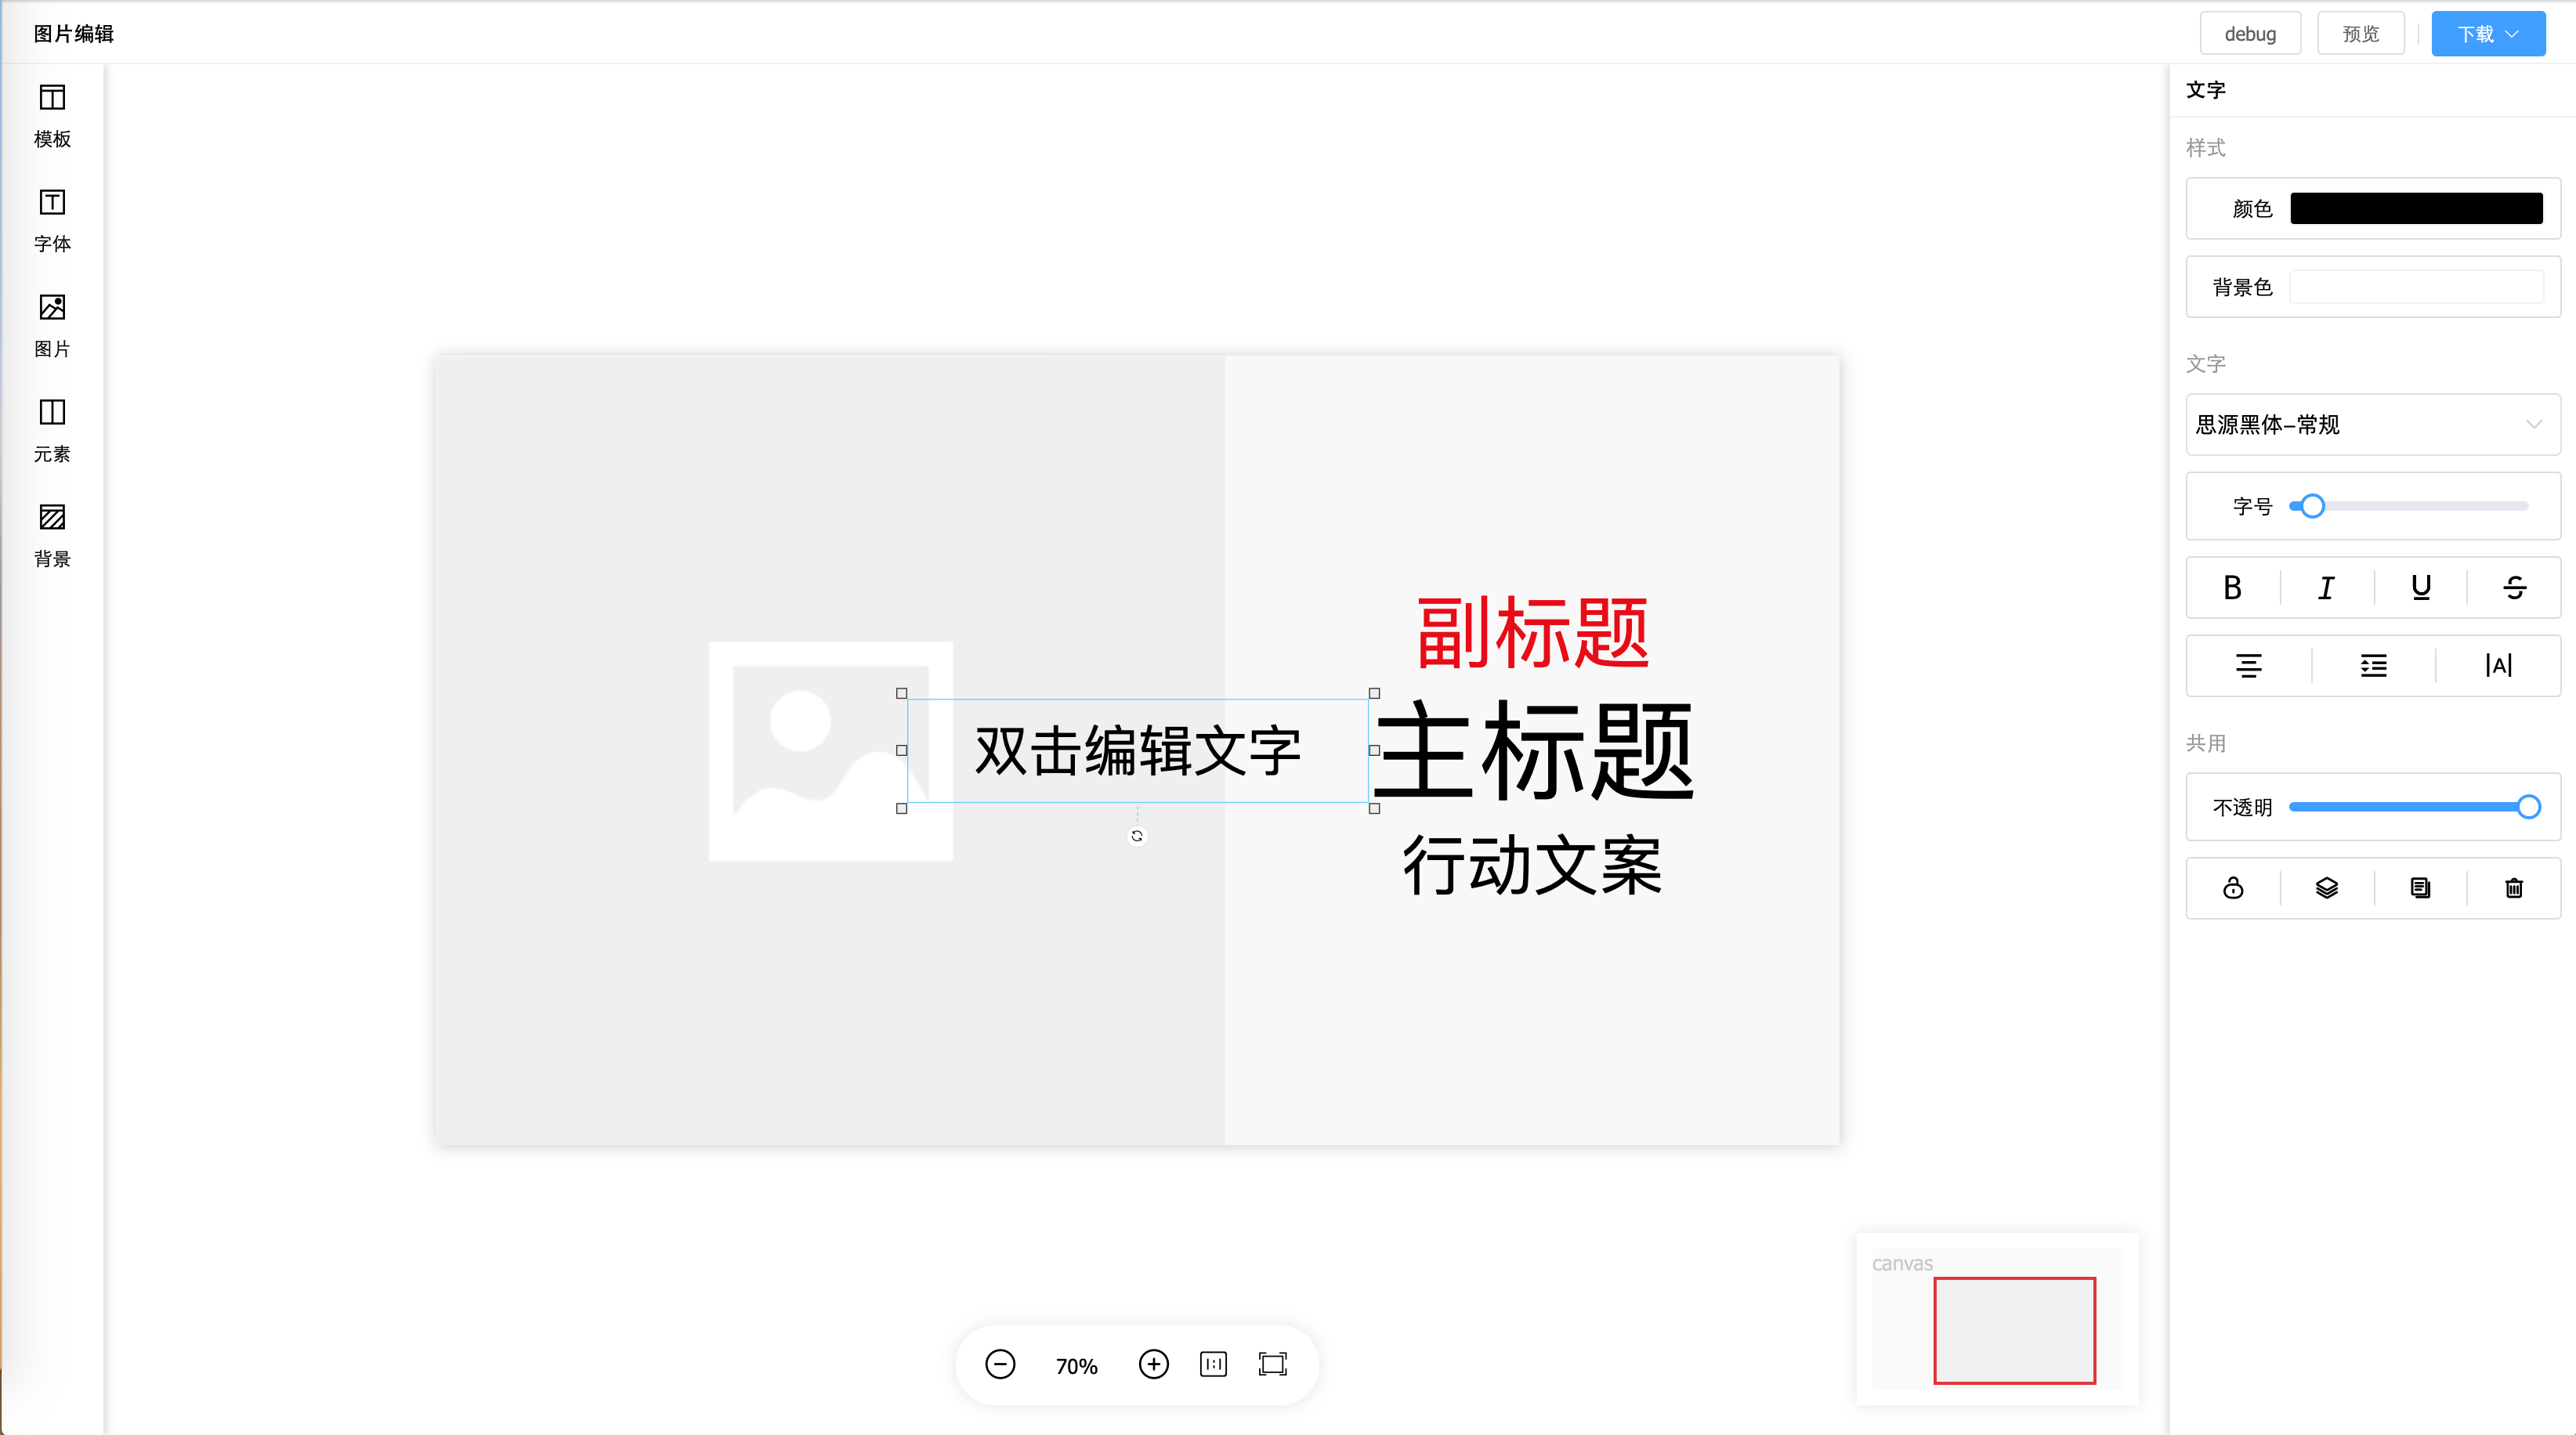 图片编辑
debug
预览
下载
模板
字体
图片
元素
背景
副标题
双击编辑文字
主标题
行动文案
70%
canvas
文字
样式
颜色
背景色
文字
思源黑体-常规
字号
B I U S
A
共用
不透明